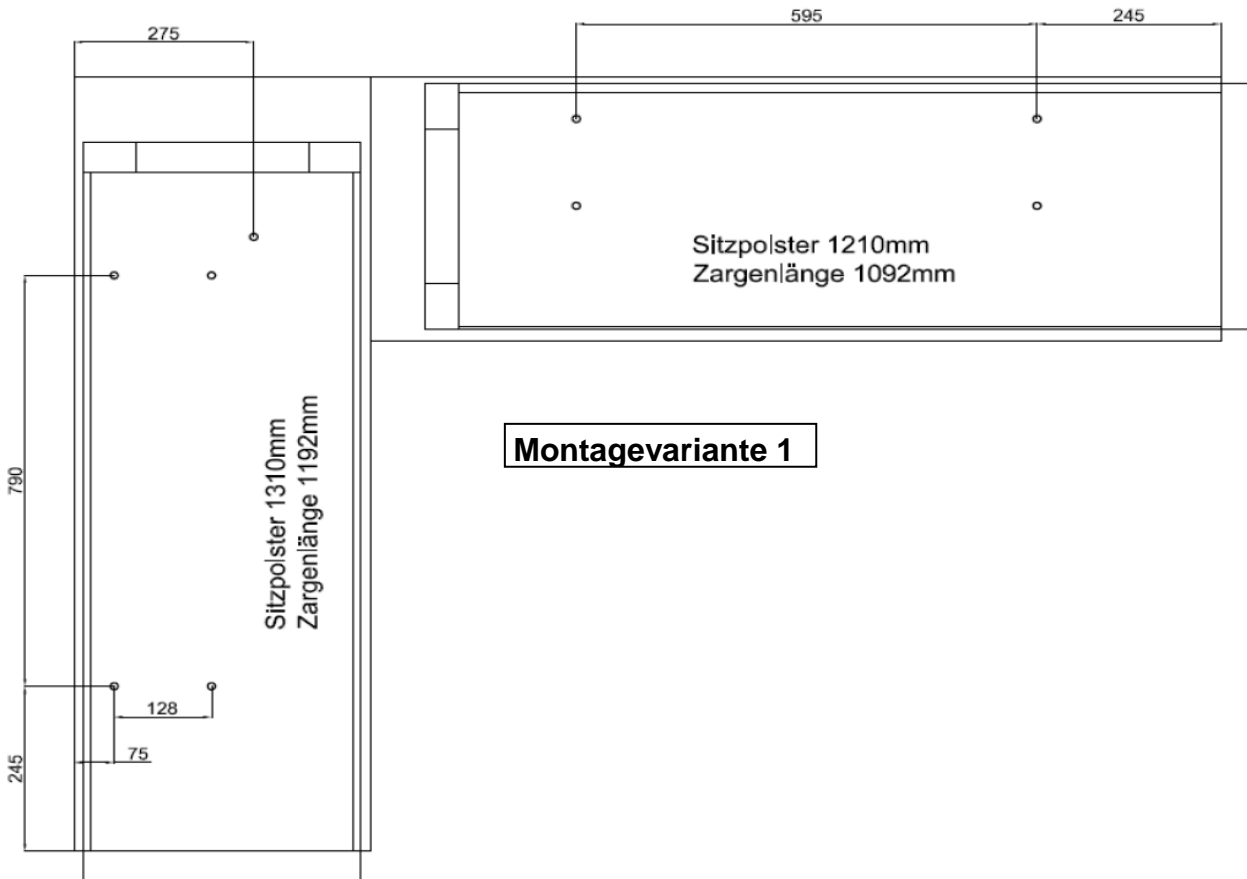 595
245
275
Sitzpolster 1210mm
Zargenlänge 1092mm
Montagevariante 1
Sitzpolster 1310mm
Zargenlänge 1192mm
790
128
75
245